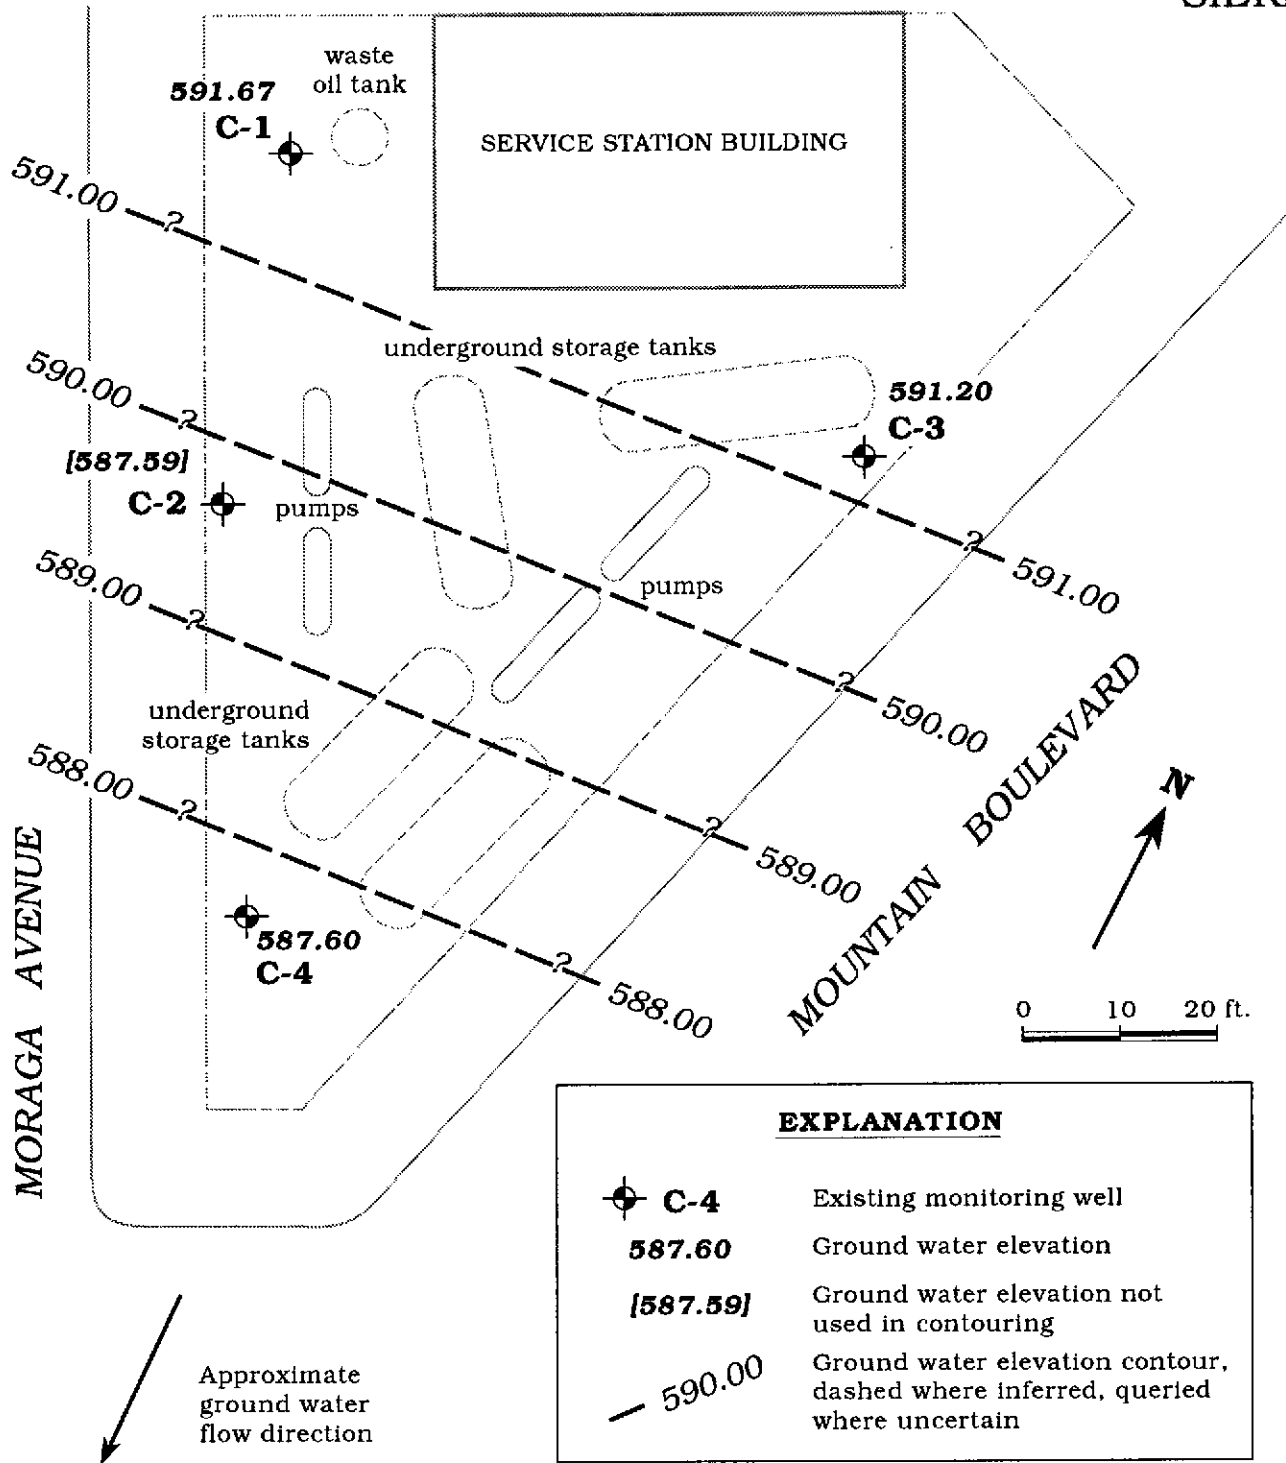 waste
oil tank
591.67
C-1
SERVICE STATION BUILDING
591.00
?
underground storage tanks
590.00
?
591.20
C-3
[587.59]
C-2
pumps
?
591.00
589.00
?
pumps
?
590.00
underground
storage tanks
588.00
?
?
589.00
MORAGA AVENUE
MOUNTAIN BOULEVARD
N
587.60
C-4
?
588.00
0 10 20 ft.
EXPLANATION
C-4 Existing monitoring well
587.60 Ground water elevation
[587.59] Ground water elevation not
used in contouring
590.00 Ground water elevation contour,
dashed where inferred, queried
where uncertain
Approximate
ground water
flow direction